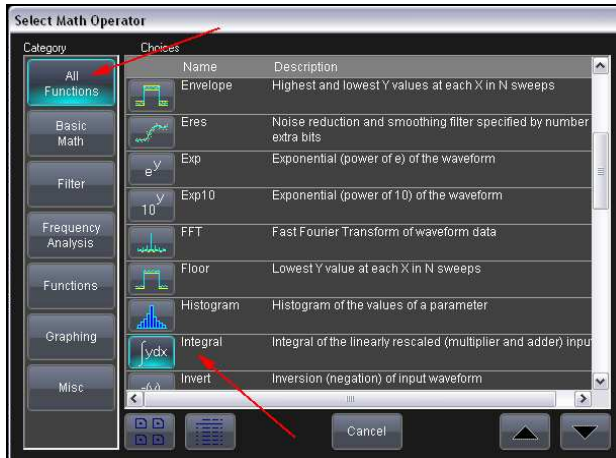 Select Math Operator
Category
Choices
All
Functions
Basic
Math
Filter
Frequency
Analysis
Functions
Graphing
Misc
Name Description
Envelope Highest and lowest Y values at each X in N sweeps
Eres Noise reduction and smoothing filter specified by number
extra bits
e^y Exp Exponential (power of e) of the waveform
10^y Exp10 Exponential (power of 10) of the waveform
FFT Fast Fourier Transform of waveform data
Floor Lowest Y value at each X in N sweeps
Histogram Histogram of the values of a parameter
∫ydx Integral Integral of the linearly rescaled (multiplier and adder) input
Invert Inversion (negation) of input waveform
Cancel